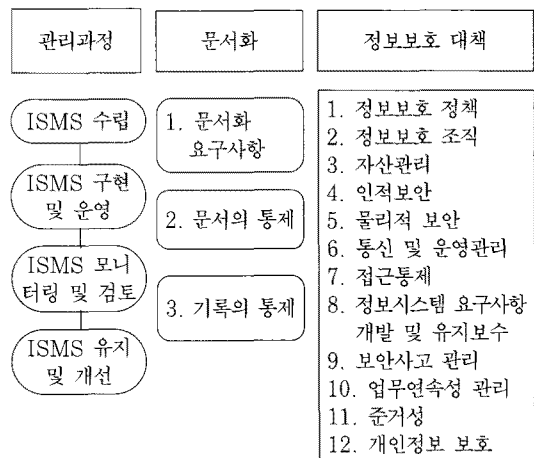 관리과정
문서화
정보보호 대책
ISMS 수립
ISMS 구현
및 운영
ISMS 모니
터링 및 검토
ISMS 유지
및 개선
1. 문서화
요구사항
2. 문서의 통제
3. 기록의 통제
1. 정보보호 정책
2. 정보보호 조직
3. 자산관리
4. 인적보안
5. 물리적 보안
6. 통신 및 운영관리
7. 접근통제
8. 정보시스템 요구사항
개발 및 유지보수
9. 보안사고 관리
10. 업무연속성 관리
11. 준거성
12. 개인정보 보호